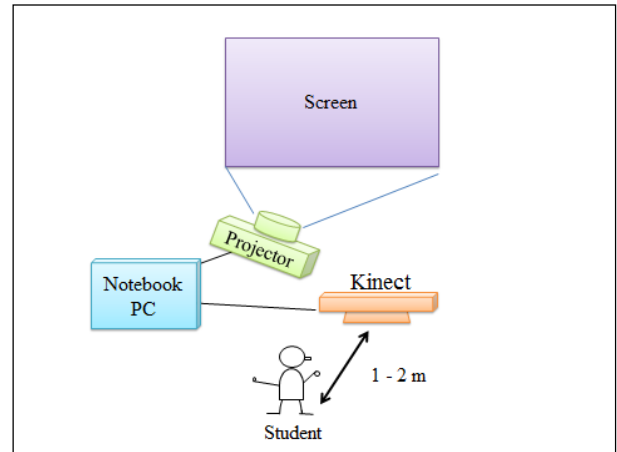 Screen
Projector
Notebook
PC
Kinect
1 - 2 m
Student